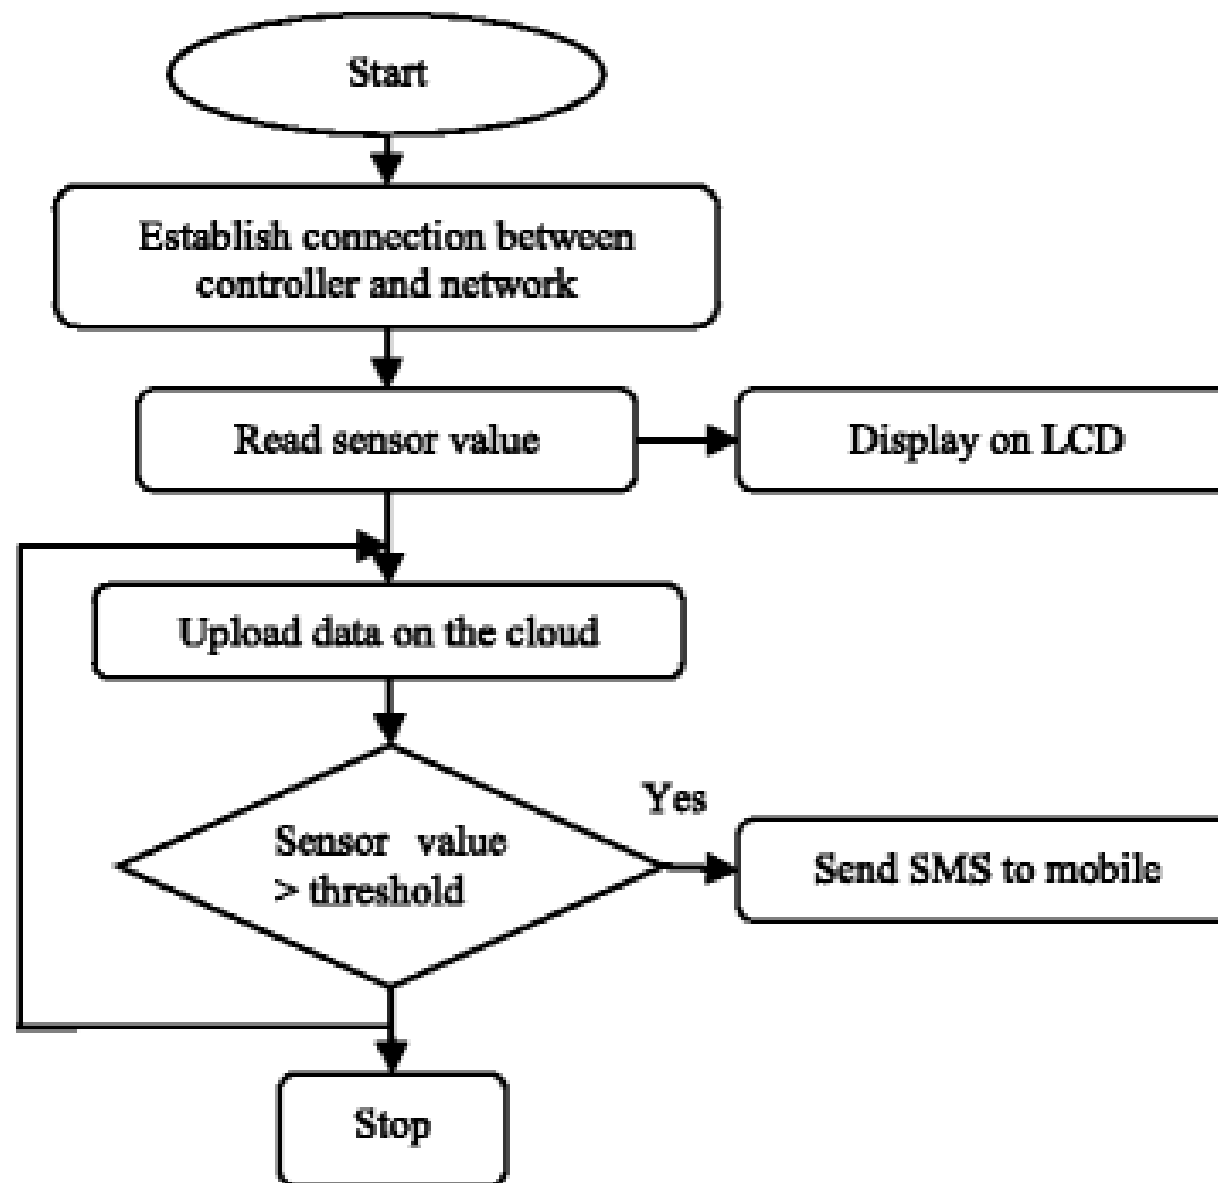 Start
Establish connection between
controller and network
Read sensor value
Display on LCD
Upload data on the cloud
Yes
Sensor value
> threshold
Send SMS to mobile
Stop